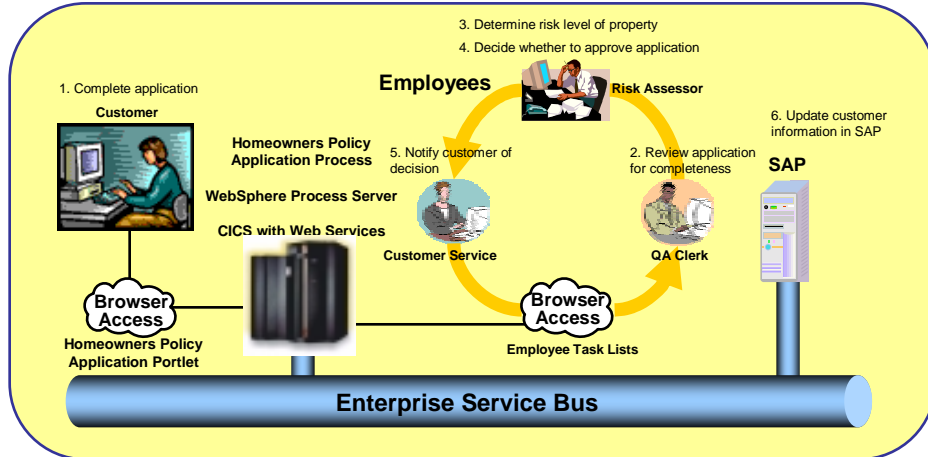 3. Determine risk level of property
4. Decide whether to approve application
Employees
Risk Assessor
1. Complete application
Customer
6. Update customer
information in SAP
SAP
Homeowners Policy
Application Process
5. Notify customer of
decision
2. Review application
for completeness
WebSphere Process Server
CICS with Web Services
Customer Service
QA Clerk
Browser
Access
Homeowners Policy
Application Portlet
Browser
Access
Employee Task Lists
Enterprise Service Bus